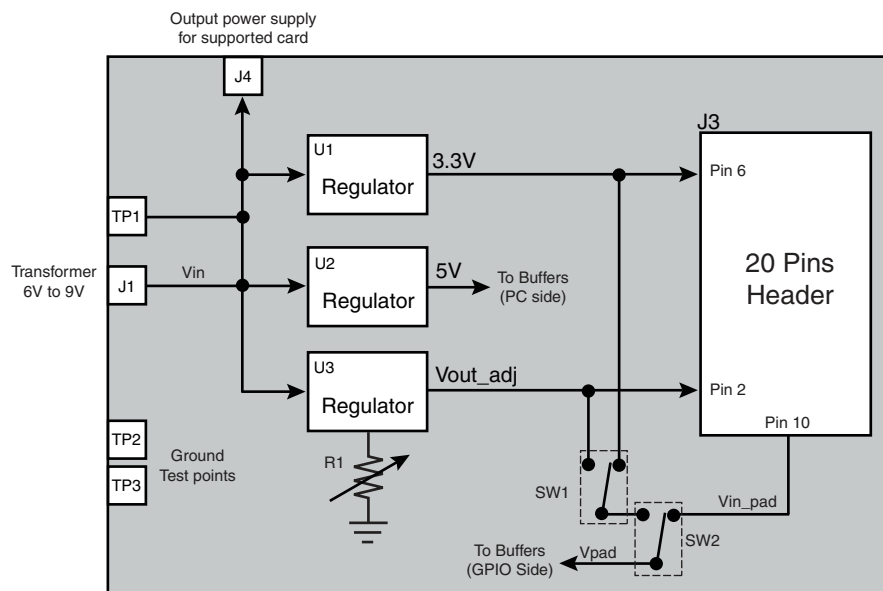 Output power supply
for supported card
J4
J3
U1
Regulator
3.3V
Pin 6
TP1
Transformer
6V to 9V
J1
Vin
U2
Regulator
5V
To Buffers
(PC side)
20 Pins
Header
U3
Regulator
Vout_adj
Pin 2
Pin 10
TP2
TP3
Ground
Test points
R1
SW1
Vin_pad
SW2
To Buffers
(GPIO Side)
Vpad